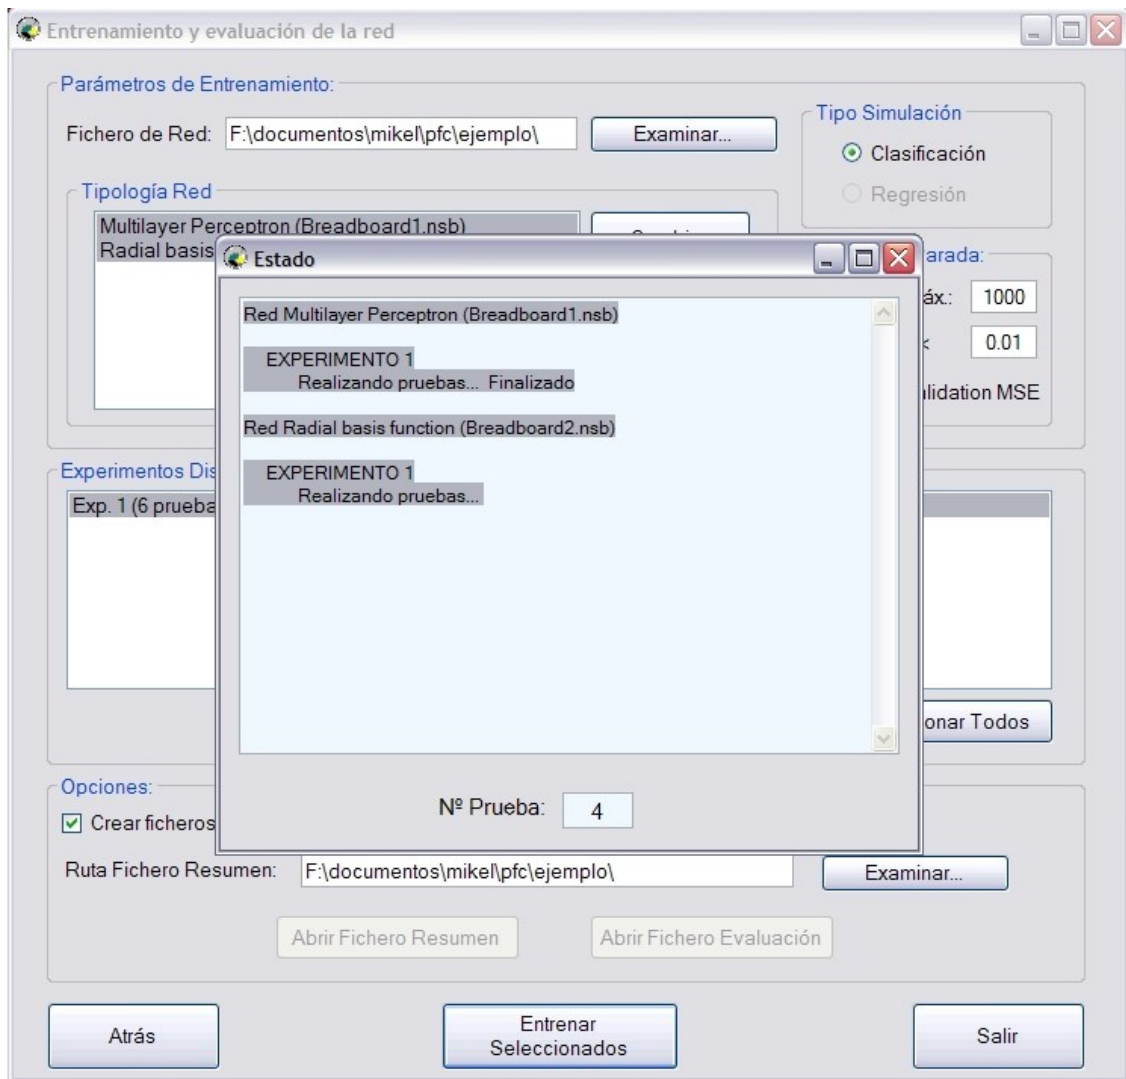 Entrenamiento y evaluación de la red
Parámetros de Entrenamiento:
Fichero de Red: F:\documentos\mikel\pfc\ejemplo\ Examinar...
Tipo Simulación
Clasificación
Regresión
Tipología Red
Multilayer Perceptron (Breadboard1.nsb)
Radial basis
Estado
Red Multilayer Perceptron (Breadboard1.nsb)
EXPERIMENTO 1
Realizando pruebas... Finalizado
Red Radial basis function (Breadboard2.nsb)
EXPERIMENTO 1
Realizando pruebas...
Nº Prueba: 4
arada:
áx.: 1000
< 0.01
lidation MSE
Experimentos Dis
Exp. 1 (6 prueba
onar Todos
Opciones:
Crear ficheros
Ruta Fichero Resumen: F:\documentos\mikel\pfc\ejemplo\ Examinar...
Abrir Fichero Resumen Abrir Fichero Evaluación
Atrás
Entrenar
Seleccionados
Salir